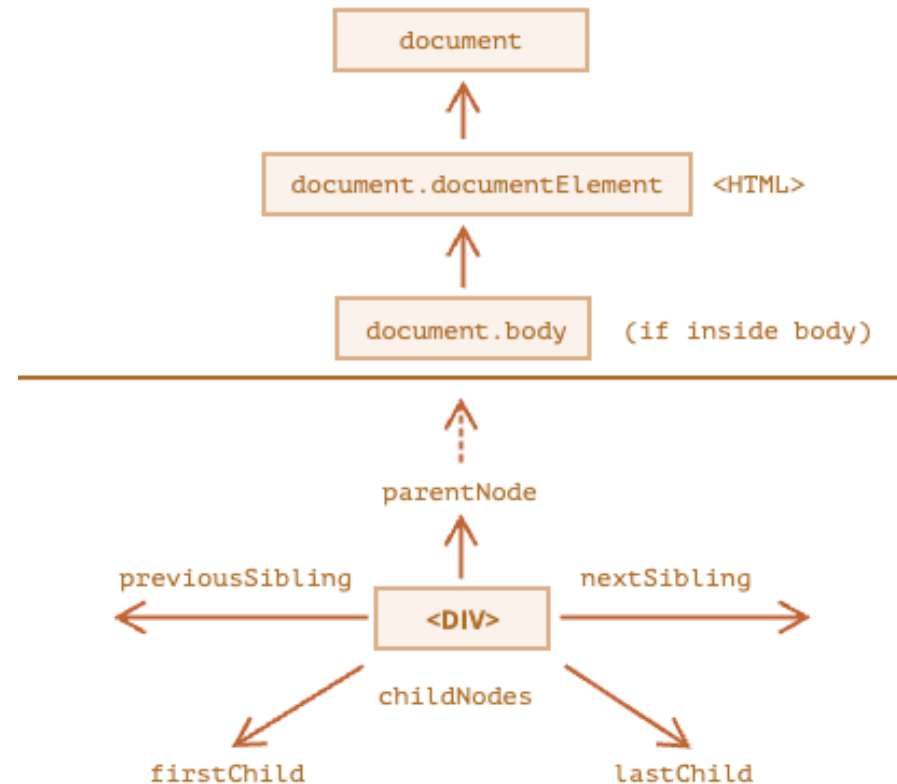 document
document.documentElement <HTML>
document.body (if inside body)
parentNode
previousSibling nextSibling
<DIV>
childNodes
firstChild lastChild